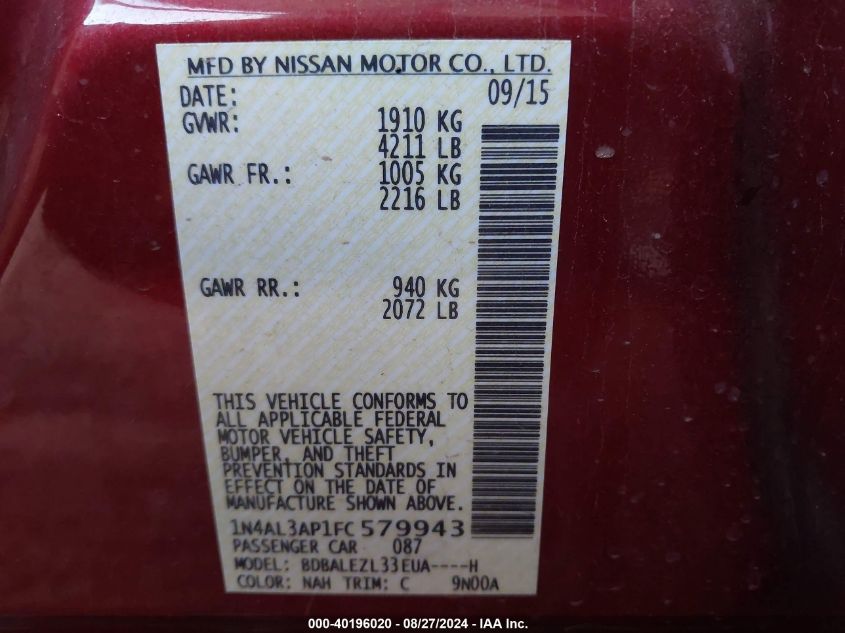 MFD BY NISSAN MOTOR CO., LTD.
DATE: 09/15
GVWR: 1910 KG
4211 LB
GAWR FR.: 1005 KG
2216 LB
GAWR RR.: 940 KG
2072 LB
THIS VEHICLE CONFORMS TO
ALL APPLICABLE FEDERAL
MOTOR VEHICLE SAFETY,
BUMPER, AND THEFT
PREVENTION STANDARDS IN
EFFECT ON THE DATE OF
MANUFACTURE SHOWN ABOVE.
1N4AL3AP1FC579943
PASSENGER CAR 087
MODEL: BDBALEZL33EUA----H
COLOR: NAH TRIM: C 9N00A
000-40196020 - 08/27/2024 - IAA Inc.